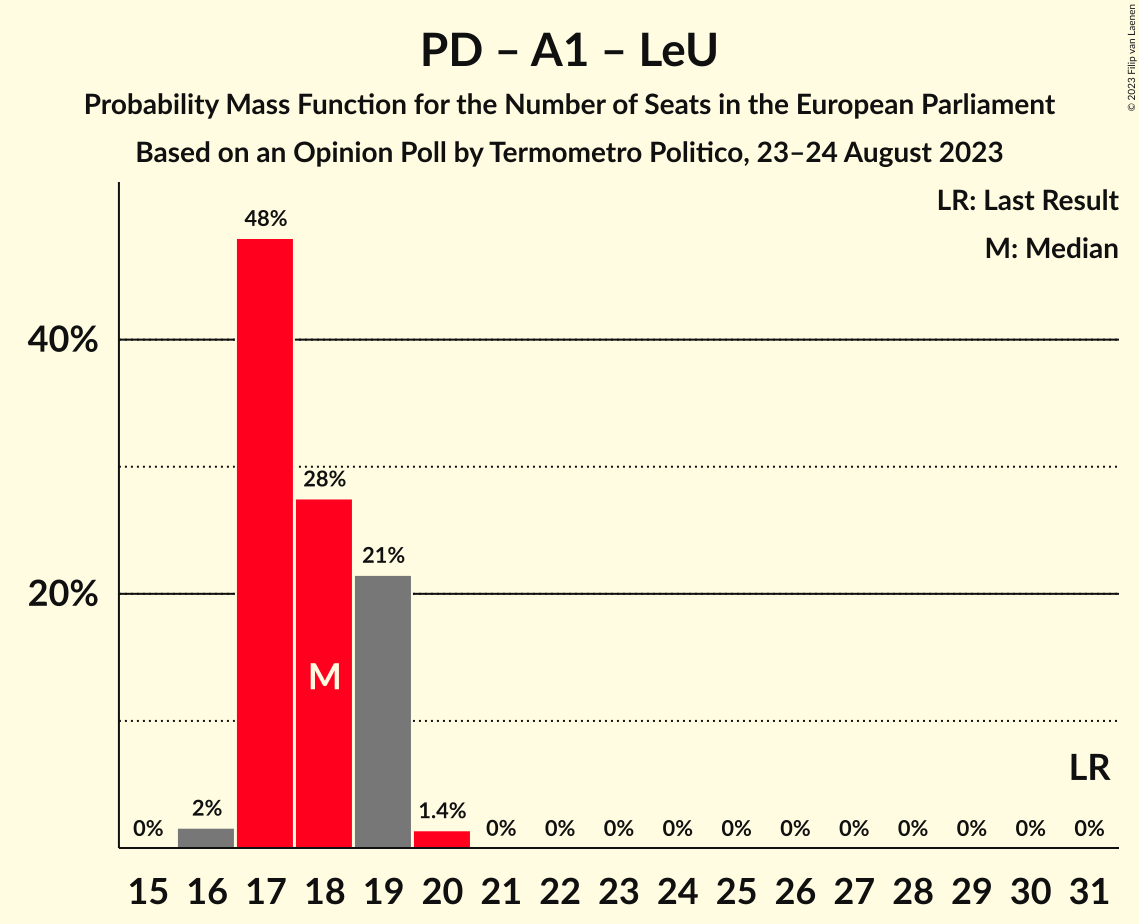 PD – A1 – LeU
Probability Mass Function for the Number of Seats in the European Parliament
Based on an Opinion Poll by Termometro Politico, 23–24 August 2023
© 2023 Filip van Laenen
LR: Last Result
M: Median
48%
40%
28%
21%
20%
M
LR
0%
2%
1.4%
0%
0%
0%
0%
0%
0%
0%
0%
0%
0%
0%
15 16 17 18 19 20 21 22 23 24 25 26 27 28 29 30 31